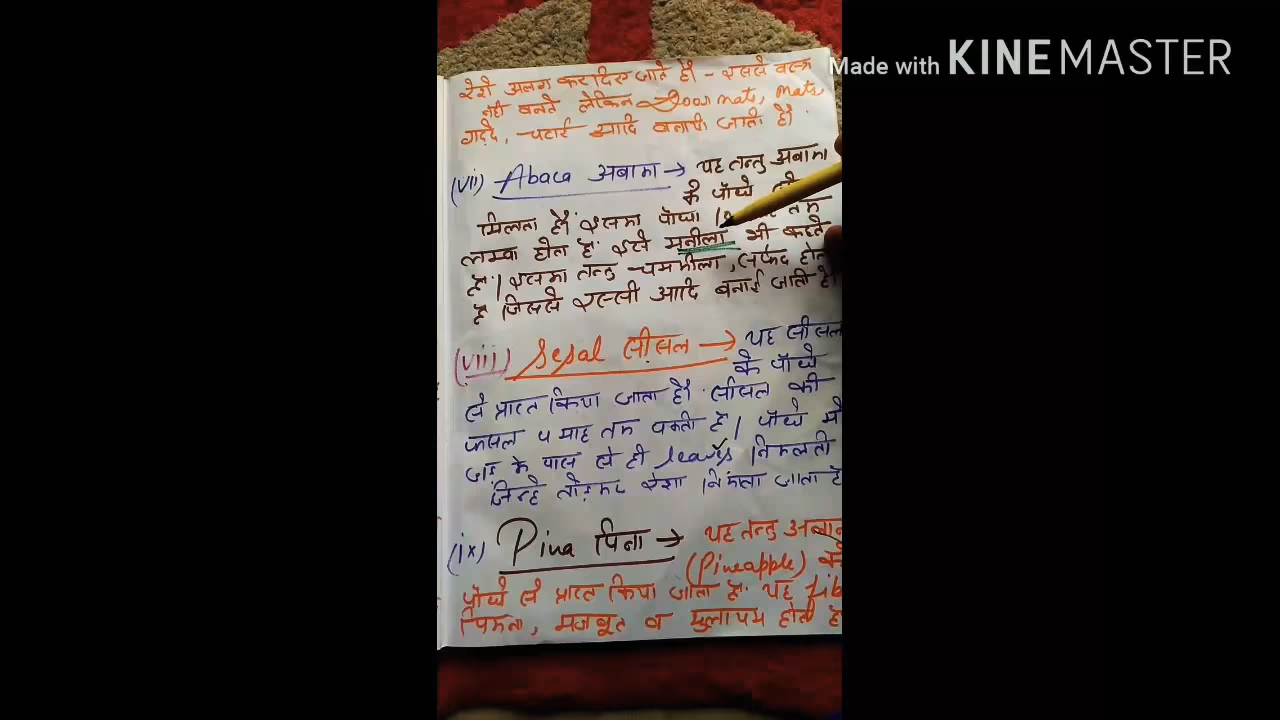 Made with KINEMASTER
रेशे अलग कर दिए जाते है - इससे वस्त्र
नही बनते लेकिन Door mats, mats,
गद्दे, चटाई आदि बनायी जाती है।
(vii) Abaca अबाका → यह तन्तु अबाका
के पौधे से
मिलता है। इसका पौधा तक
लम्बा होता है इसे मनीला भी कहते
है। इसका तन्तु चमकीला, सफेद होता
है जिससे रस्सी आदि बनाई जाती है।
(viii) Sesal सीसल → यह सीसल
के पौधे
से प्राप्त किया जाता है। सीसल की
फसल 4 माह तक पकती है। पौधे मे
जड़ के पास से ही leaves निकलती
जिन्हे तोड़कर रेशा निकाला जाता है
(ix) Pina पिना → यह तन्तु
(Pineapple) के
पौधे से प्राप्त किया जाता है। यह fib
चिकना, मजबूत व मुलायम होती है